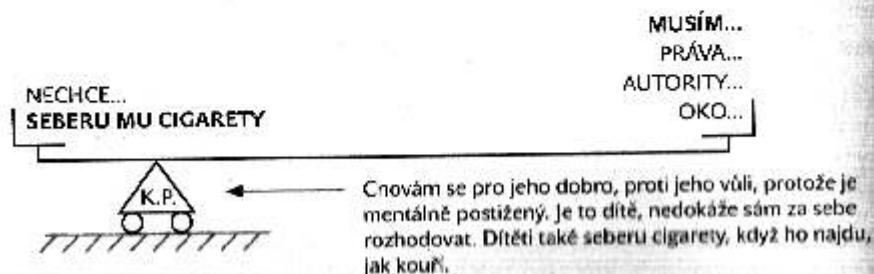 MUSÍM...
PRÁVA...
AUTORITY...
OKO...
NECHCE...
SEBERU MU CIGARETY
K.P.
Chovám se pro jeho dobro, proti jeho vůli, protože je
mentálně postižený. Je to dítě, nedokáže sám za sebe
rozhodovat. Dítěti také seberu cigarety, když ho najdu,
jak kouří.